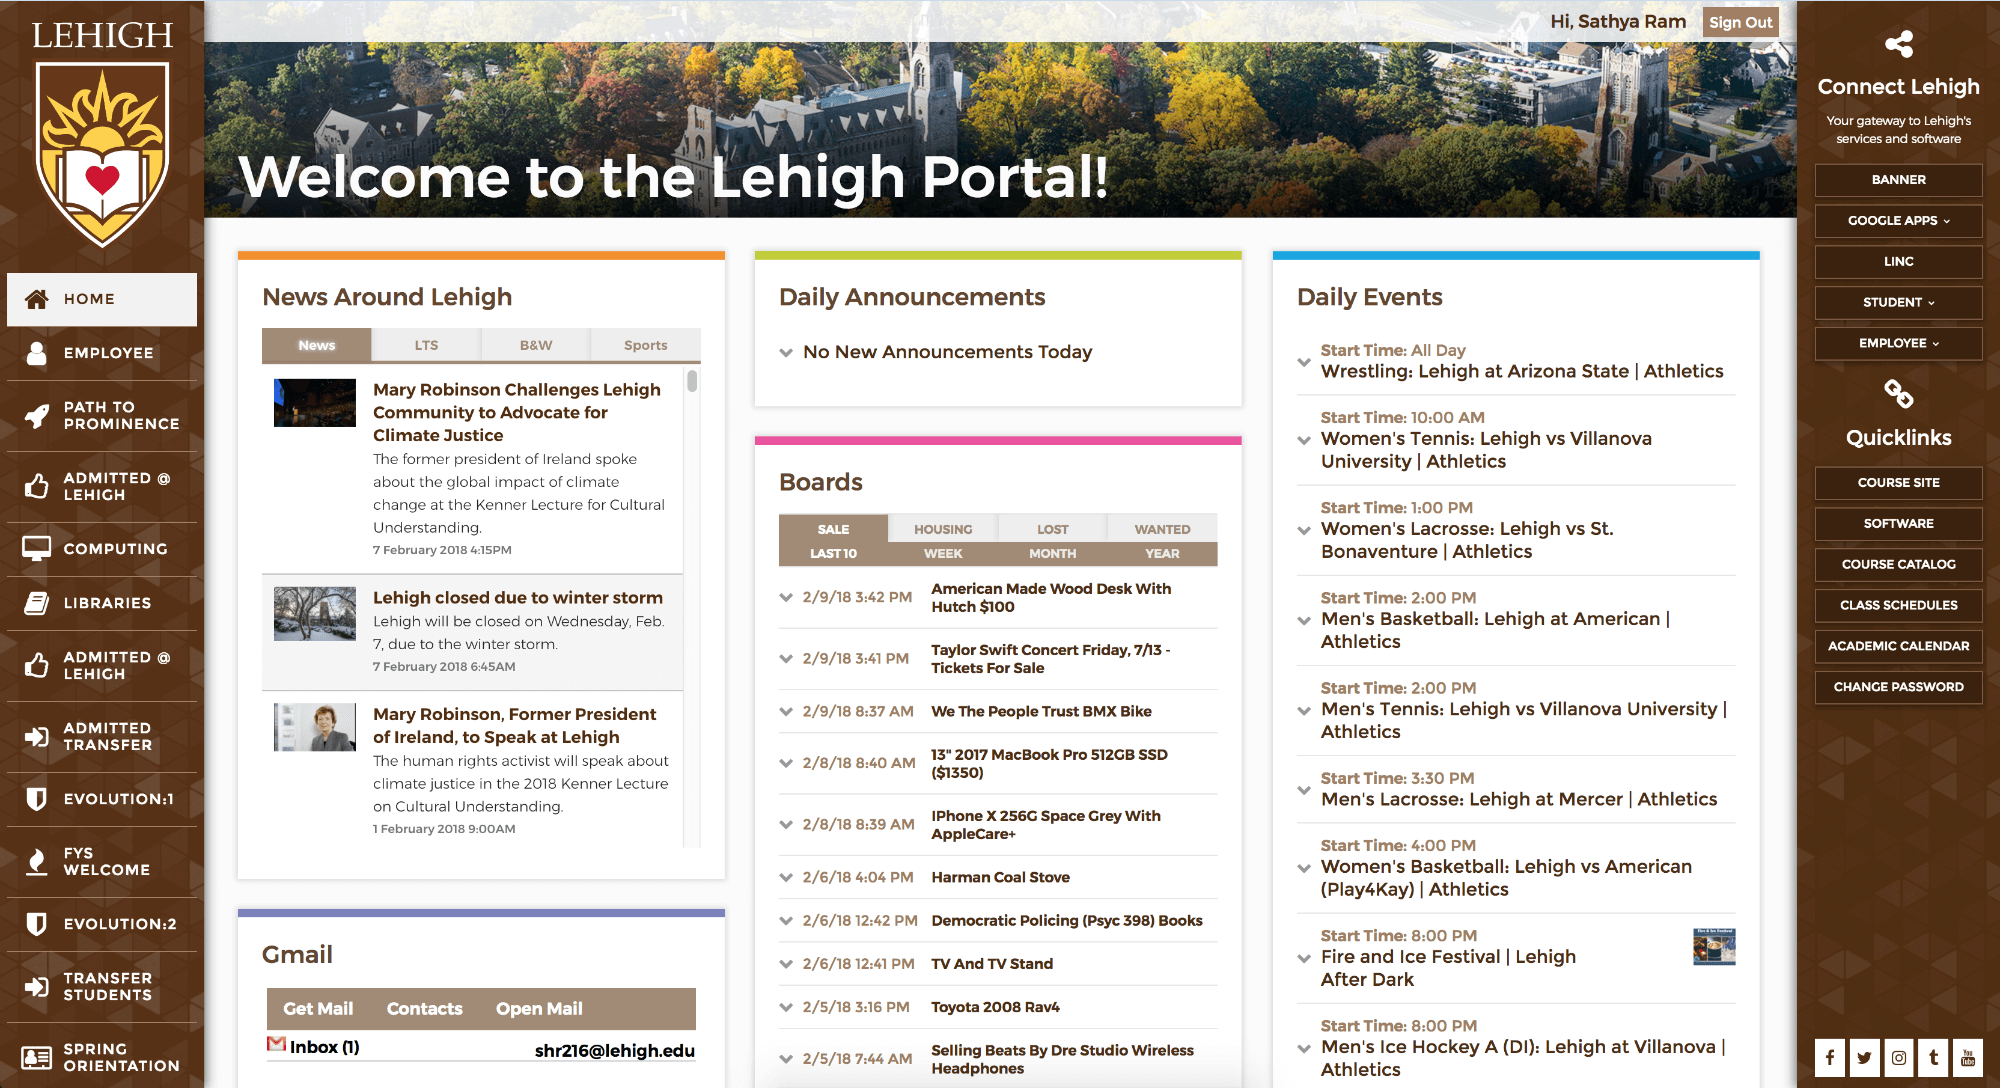 LEHIGH
HOME
EMPLOYEE
PATH TO
PROMINENCE
ADMITTED @
LEHIGH
COMPUTING
LIBRARIES
ADMITTED @
LEHIGH
ADMITTED
TRANSFER
EVOLUTION:1
FYS
WELCOME
EVOLUTION:2
TRANSFER
STUDENTS
SPRING
ORIENTATION
Hi, Sathya Ram
Sign Out
Welcome to the Lehigh Portal!
News Around Lehigh
News LTS B&W Sports
Mary Robinson Challenges Lehigh
Community to Advocate for
Climate Justice
The former president of Ireland spoke
about the global impact of climate
change at the Kenner Lecture for Cultural
Understanding.
7 February 2018 4:15PM
Lehigh closed due to winter storm
Lehigh will be closed on Wednesday, Feb.
7, due to the winter storm.
7 February 2018 6:45AM
Mary Robinson, Former President
of Ireland, to Speak at Lehigh
The human rights activist will speak about
climate justice in the 2018 Kenner Lecture
on Cultural Understanding.
1 February 2018 9:00AM
Gmail
Get Mail Contacts Open Mail
Inbox (1) shr216@lehigh.edu
Daily Announcements
No New Announcements Today
Boards
SALE HOUSING LOST WANTED
LAST 10 WEEK MONTH YEAR
2/9/18 3:42 PM American Made Wood Desk With
Hutch $100
2/9/18 3:41 PM Taylor Swift Concert Friday, 7/13 -
Tickets For Sale
2/9/18 8:37 AM We The People Trust BMX Bike
2/8/18 8:40 AM 13" 2017 MacBook Pro 512GB SSD
($1350)
2/8/18 8:39 AM IPhone X 256G Space Grey With
AppleCare+
2/6/18 4:04 PM Harman Coal Stove
2/6/18 12:42 PM Democratic Policing (Psyc 398) Books
2/6/18 12:41 PM TV And TV Stand
2/5/18 3:16 PM Toyota 2008 Rav4
2/5/18 7:44 AM Selling Beats By Dre Studio Wireless
Headphones
Daily Events
Start Time: All Day
Wrestling: Lehigh at Arizona State | Athletics
Start Time: 10:00 AM
Women's Tennis: Lehigh vs Villanova
University | Athletics
Start Time: 1:00 PM
Women's Lacrosse: Lehigh vs St.
Bonaventure | Athletics
Start Time: 2:00 PM
Men's Basketball: Lehigh at American |
Athletics
Start Time: 2:00 PM
Men's Tennis: Lehigh vs Villanova University |
Athletics
Start Time: 3:30 PM
Men's Lacrosse: Lehigh at Mercer | Athletics
Start Time: 4:00 PM
Women's Basketball: Lehigh vs American
(Play4Kay) | Athletics
Start Time: 8:00 PM
Fire and Ice Festival | Lehigh
After Dark
Start Time: 8:00 PM
Men's Ice Hockey A (DI): Lehigh at Villanova |
Athletics
Connect Lehigh
Your gateway to Lehigh's
services and software
BANNER
GOOGLE APPS
LINC
STUDENT
EMPLOYEE
Quicklinks
COURSE SITE
SOFTWARE
COURSE CATALOG
CLASS SCHEDULES
ACADEMIC CALENDAR
CHANGE PASSWORD
You Tube